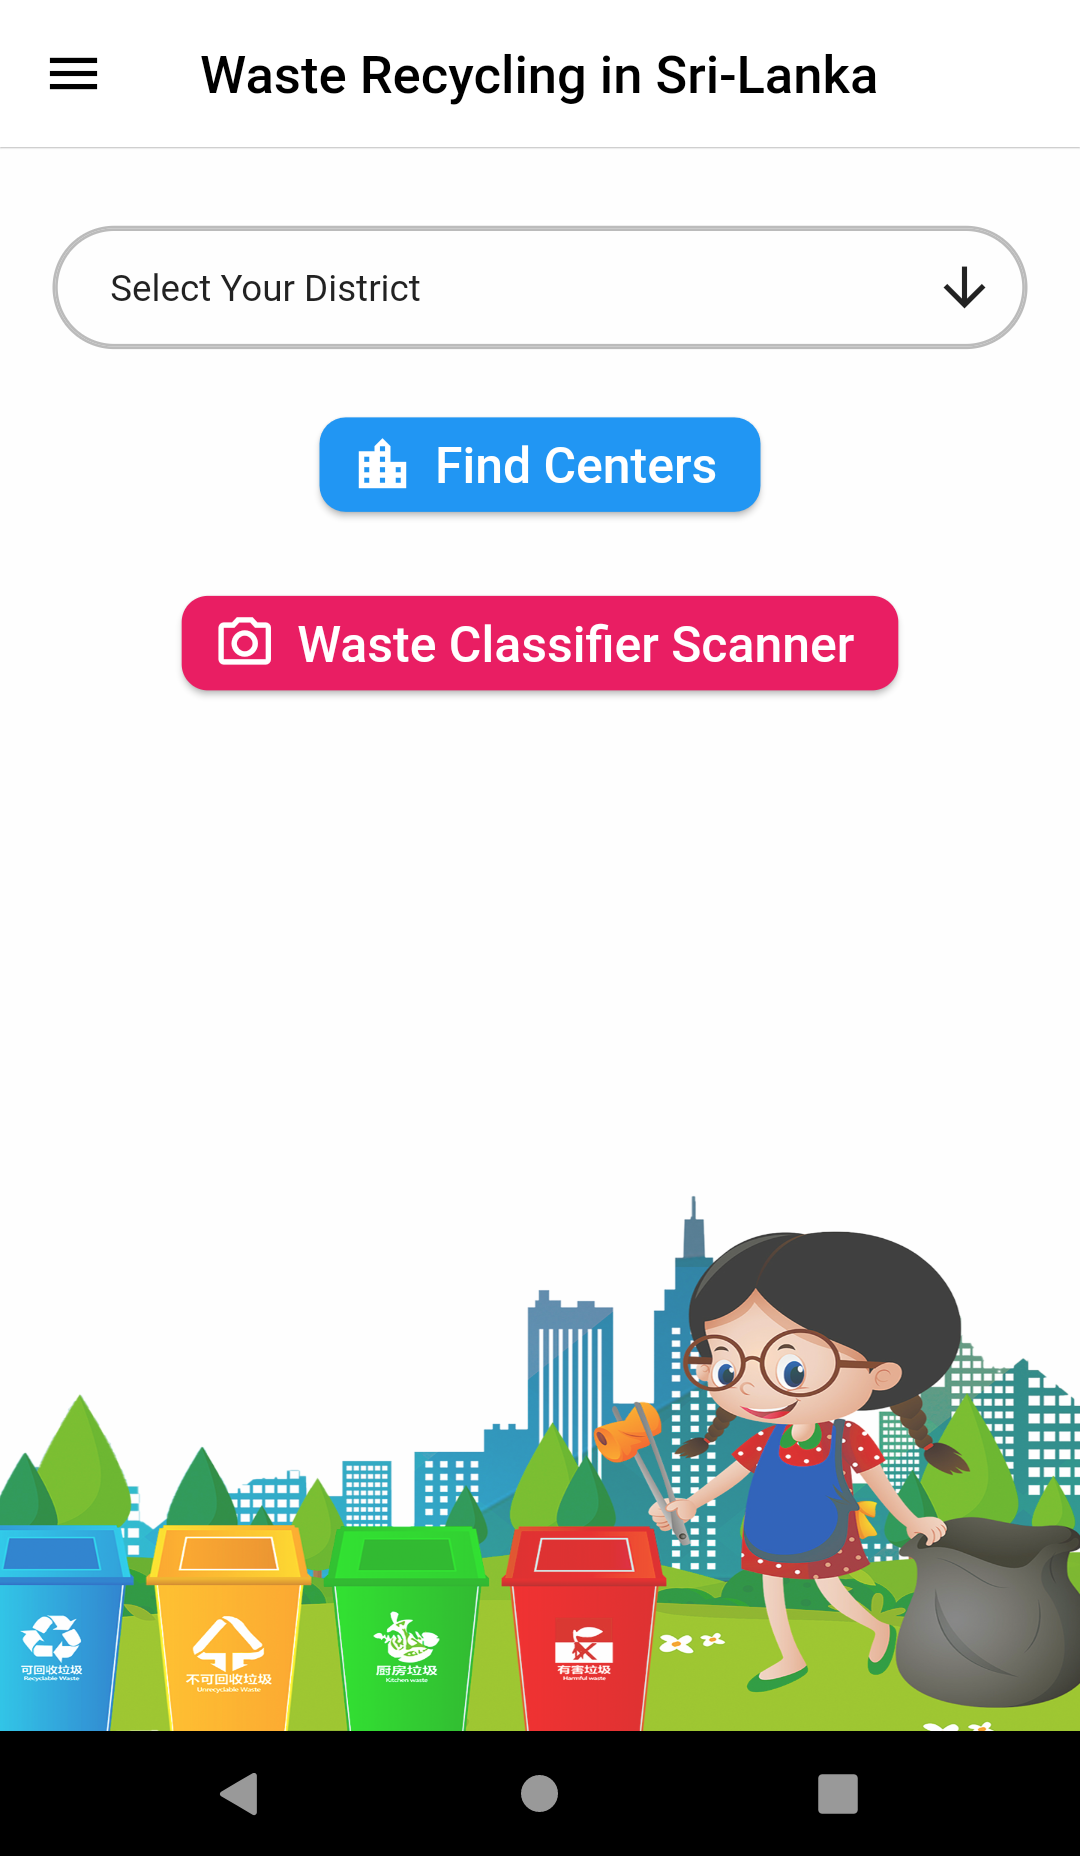 Waste Recycling in Sri-Lanka
Select Your District
Find Centers
Waste Classifier Scanner
可回收垃圾
Recyclable Waste
不可回收垃圾
Unrecyclable Waste
厨房垃圾
Kitchen waste
有害垃圾
Harmful waste